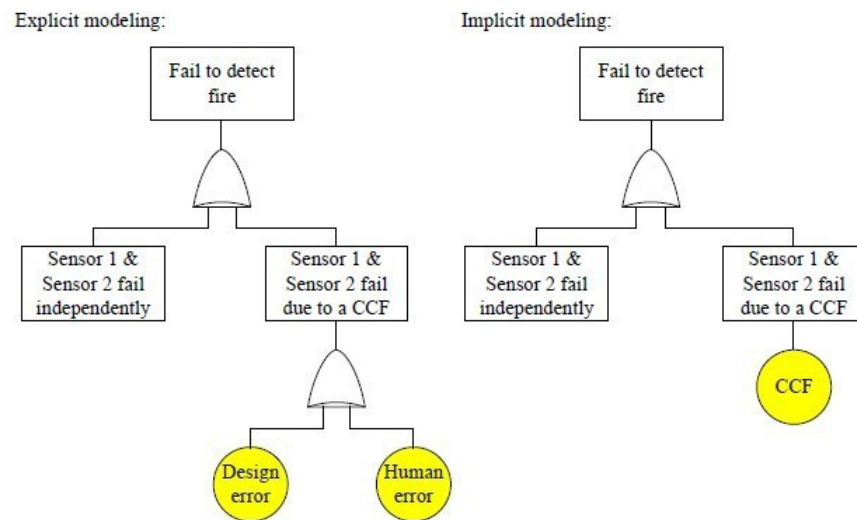 Explicit modeling:
Implicit modeling:
Fail to detect
fire
Fail to detect
fire
Sensor 1 &
Sensor 2 fail
independently
Sensor 1 &
Sensor 2 fail
due to a CCF
Sensor 1 &
Sensor 2 fail
independently
Sensor 1 &
Sensor 2 fail
due to a CCF
CCF
Design
error
Human
error